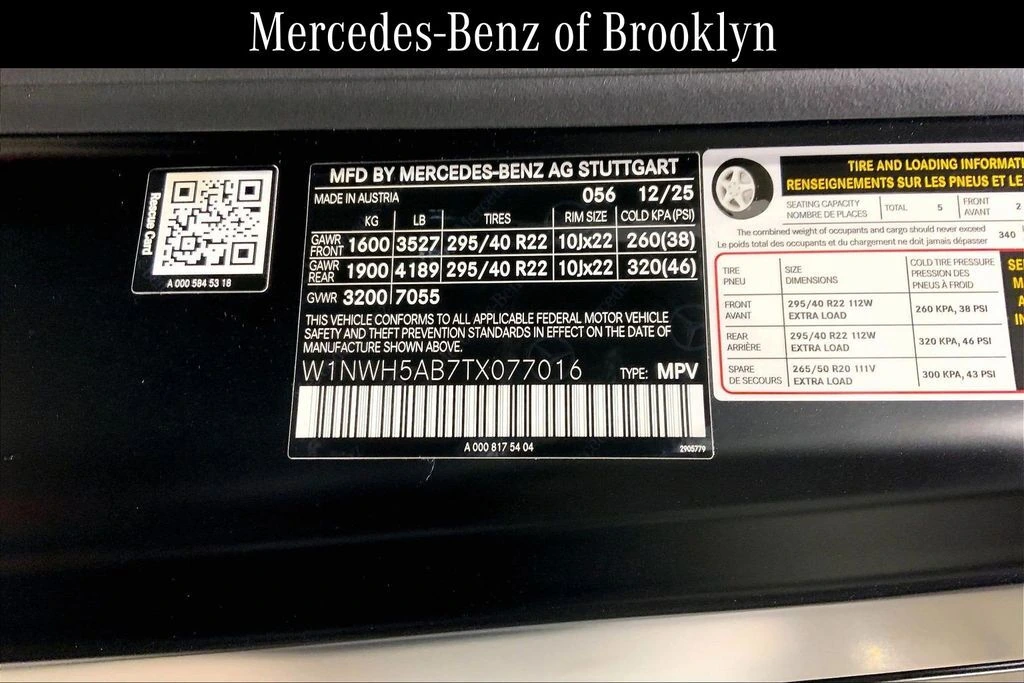 Mercedes-Benz of Brooklyn
Rescue Card
A 000 584 53 18
MFD BY MERCEDES-BENZ AG STUTTGART
MADE IN AUSTRIA 056 12/25
KG LB TIRES RIM SIZE COLD KPA(PSI)
GAWR FRONT 1600 3527 295/40 R22 10Jx22 260(38)
GAWR REAR 1900 4189 295/40 R22 10Jx22 320(46)
GVWR 3200 7055
THIS VEHICLE CONFORMS TO ALL APPLICABLE FEDERAL MOTOR VEHICLE
SAFETY AND THEFT PREVENTION STANDARDS IN EFFECT ON THE DATE OF
MANUFACTURE SHOWN ABOVE.
W1NWH5AB7TX077016 TYPE: MPV
A 000 817 54 04 2905779
TIRE AND LOADING
RENSEIGNEMENTS SUR LES PNEUS ET LE
SEATING CAPACITY
NOMBRE DE PLACES
TOTAL 5
FRONT
AVANT
2
The combined weight of occupants and cargo should never exceed
Le poids total des occupants et du chargement ne doit jamais dépasser
340
TIRE
PNEU
SIZE
DIMENSIONS
COLD TIRE PRESSURE
PRESSION DES
PNEUS À FROID
FRONT
AVANT
295/40 R22 112W
EXTRA LOAD
260 KPA, 38 PSI
REAR
ARRIÈRE
295/40 R22 112W
EXTRA LOAD
320 KPA, 46 PSI
SPARE
DE SECOURS
265/50 R20 111V
EXTRA LOAD
300 KPA, 43 PSI